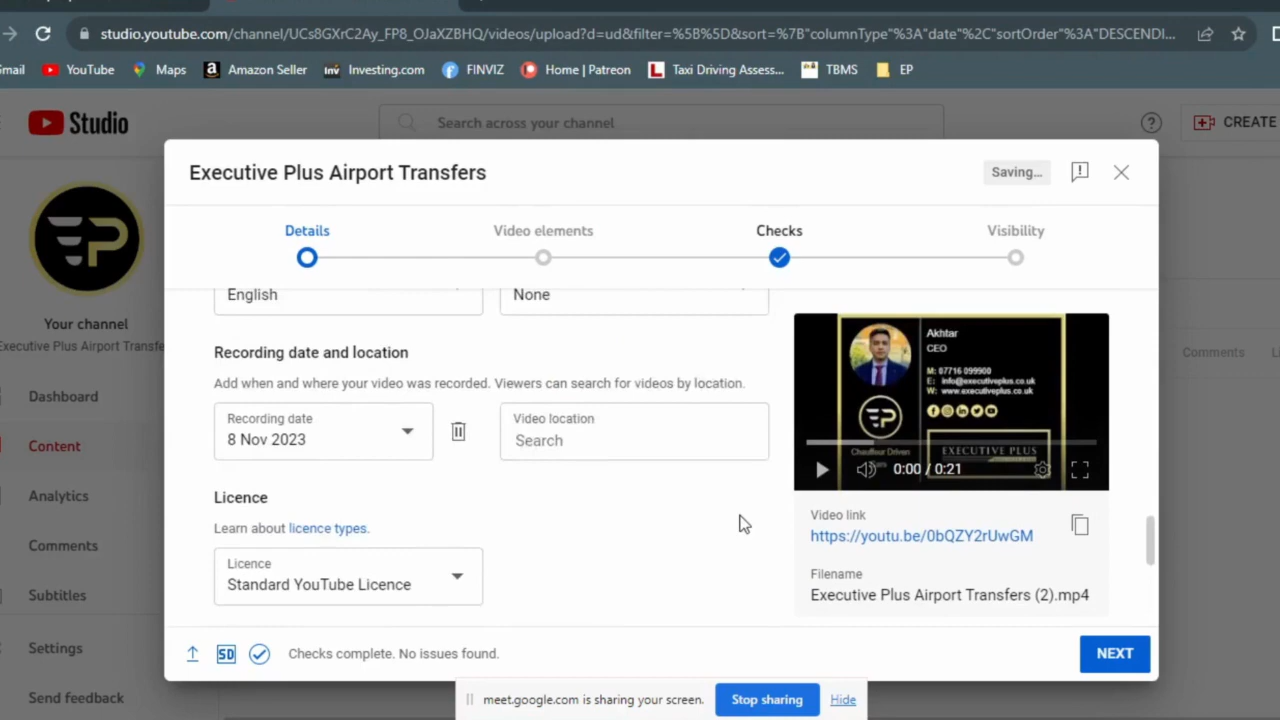 studio.youtube.com/channel/UCs8GXrC2Ay_FP8_OJaXZBHQ/videos/upload?d=ud&filter=%5B%5D&sort=%7B"columnType"%3A"date"%2C"sortOrder"%3A"DESCENDI...
Gmail YouTube Maps Amazon Seller Investing.com FINVIZ Home | Patreon Taxi Driving Assess... TBMS EP
Studio
Search across your channel
CREATE
Executive Plus Airport Transfers
Saving...
Details Video elements Checks Visibility
English
None
Recording date and location
Add when and where your video was recorded. Viewers can search for videos by location.
Recording date
8 Nov 2023
Video location
Search
Licence
Learn about licence types.
Licence
Standard YouTube Licence
Akhtar
CEO
M: 07716 099900
E: info@executiveplus.co.uk
W: www.executiveplus.co.uk
EP
Chauffeur Driven
EXECUTIVE PLUS
0:00 / 0:21
Video link
https://youtu.be/0bQZY2rUwGM
Filename
Executive Plus Airport Transfers (2).mp4
SD Checks complete. No issues found.
NEXT
EP
Your channel
Executive Plus Airport Transfe
Dashboard
Content
Analytics
Comments
Subtitles
Settings
Send feedback
Comments
meet.google.com is sharing your screen. Stop sharing Hide